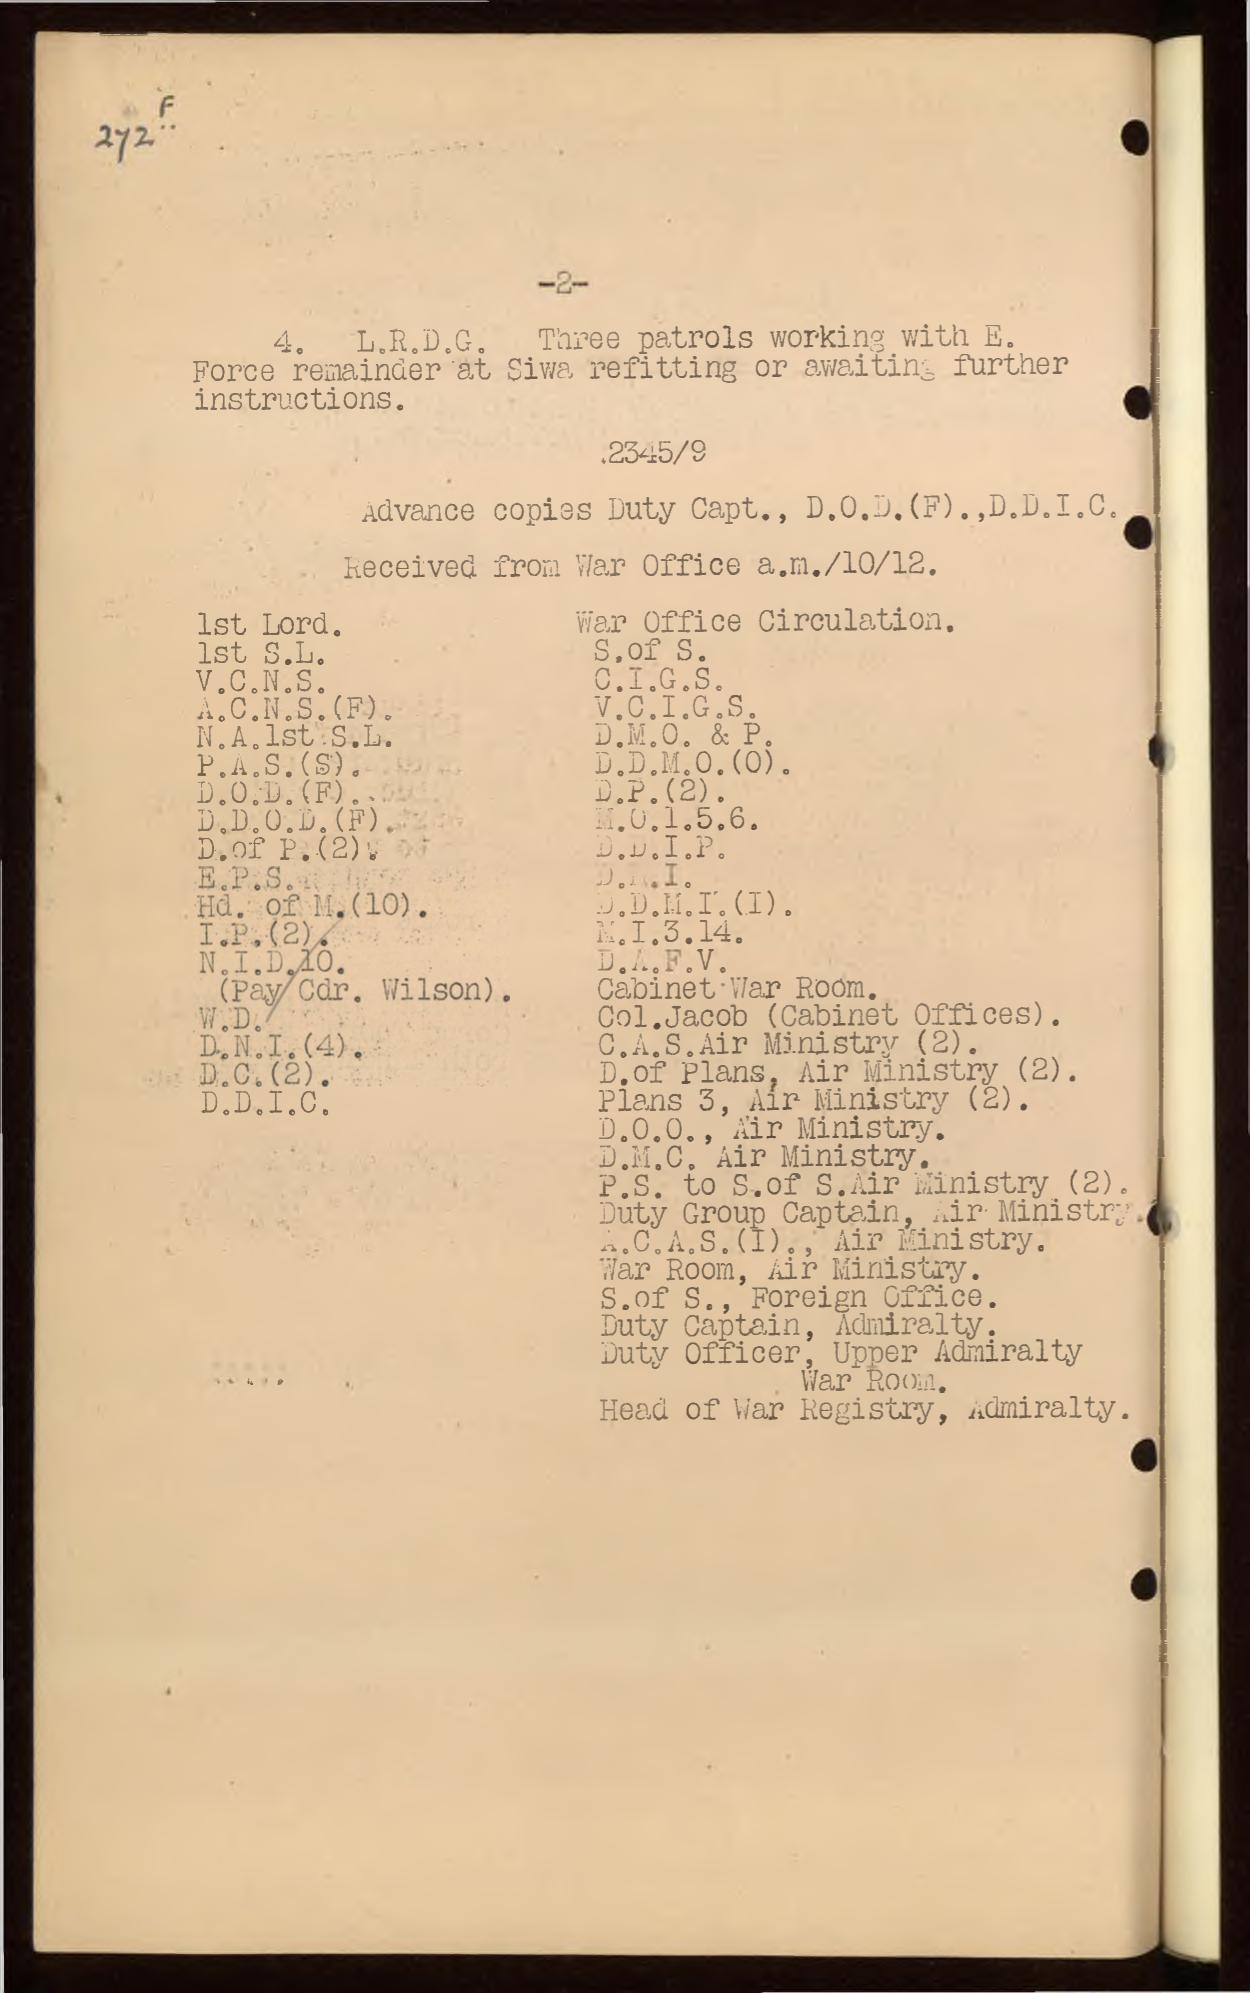 272 F
-2-
4. L.R.D.G. Three patrols working with E.
Force remainder at Siwa refitting or awaiting further
instructions.
.2345/9
Advance copies Duty Capt., D.O.D.(F).,D.D.I.C.
Received from War Office a.m./10/12.
1st Lord.
1st S.L.
V.C.N.S.
A.C.N.S.(F).
N.A.1st S.L.
P.A.S.(S).
D.O.D.(F).
D.D.O.D.(F).
D.of P.(2).
E.P.S.
Hd. of M.(10).
I.P.(2).
N.I.D.10.
(Pay/Cdr. Wilson).
W.D.
D.N.I.(4).
D.C.(2).
D.D.I.C.
War Office Circulation.
S.of S.
C.I.G.S.
V.C.I.G.S.
D.M.O. & P.
D.D.M.O.(O).
D.P.(2).
M.O.1.5.6.
D.D.I.P.
D.M.I.
D.D.M.I.(I).
M.I.3.14.
D.A.F.V.
Cabinet War Room.
Col.Jacob (Cabinet Offices).
C.A.S.Air Ministry (2).
D.of Plans, Air Ministry (2).
Plans 3, Air Ministry (2).
D.O.O., Air Ministry.
D.M.C. Air Ministry.
P.S. to S.of S.Air Ministry (2).
Duty Group Captain, Air Ministry.
A.C.A.S.(I)., Air Ministry.
War Room, Air Ministry.
S.of S., Foreign Office.
Duty Captain, Admiralty.
Duty Officer, Upper Admiralty
War Room.
Head of War Registry, Admiralty.